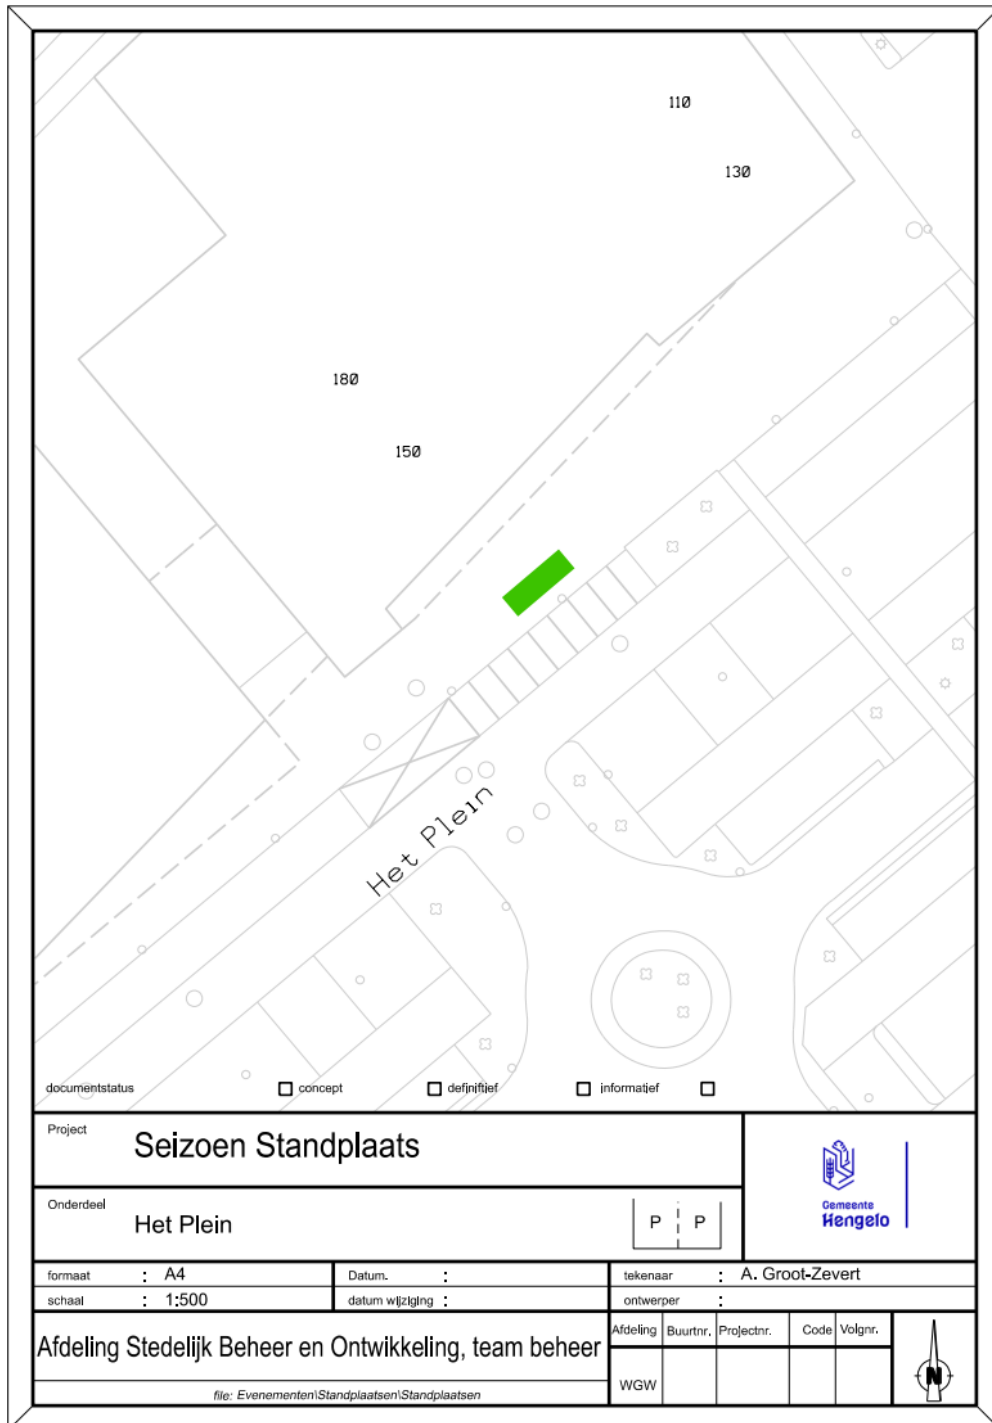 110
130
180
150
Het Plein
documentstatus concept definiftief informatief
Project
Seizoen Standplaats
Onderdeel
Het Plein
P P
Gemeente
Hengelo
formaat : A4 Datum. : tekenaar : A. Groot-Zevert
schaal : 1:500 datum wijziging : ontwerper :
Afdeling Stedelijk Beheer en Ontwikkeling, team beheer
Afdeling Buurtnr. Projectnr. Code Volgnr.
WGW
N
file: Evenementen\Standplaatsen\Standplaatsen